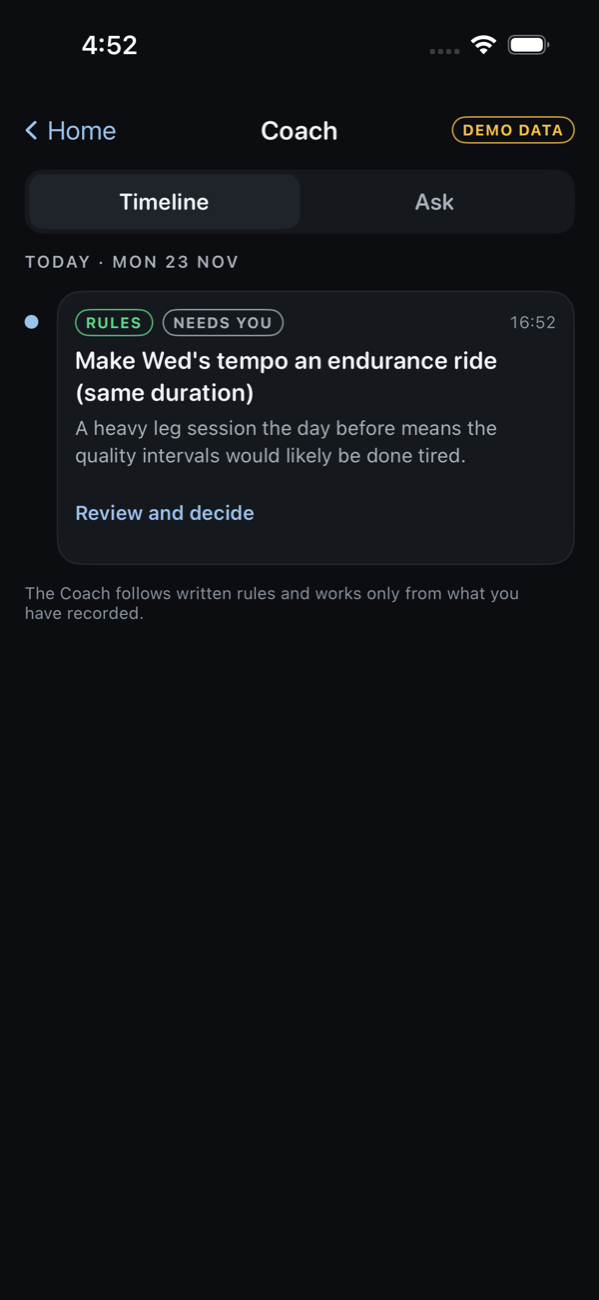 4:52
Home
Coach
DEMO DATA
Timeline
Ask
TODAY · MON 23 NOV
RULES
NEEDS YOU
16:52
Make Wed's tempo an endurance ride
(same duration)
A heavy leg session the day before means the
quality intervals would likely be done tired.
Review and decide
The Coach follows written rules and works only from what you
have recorded.